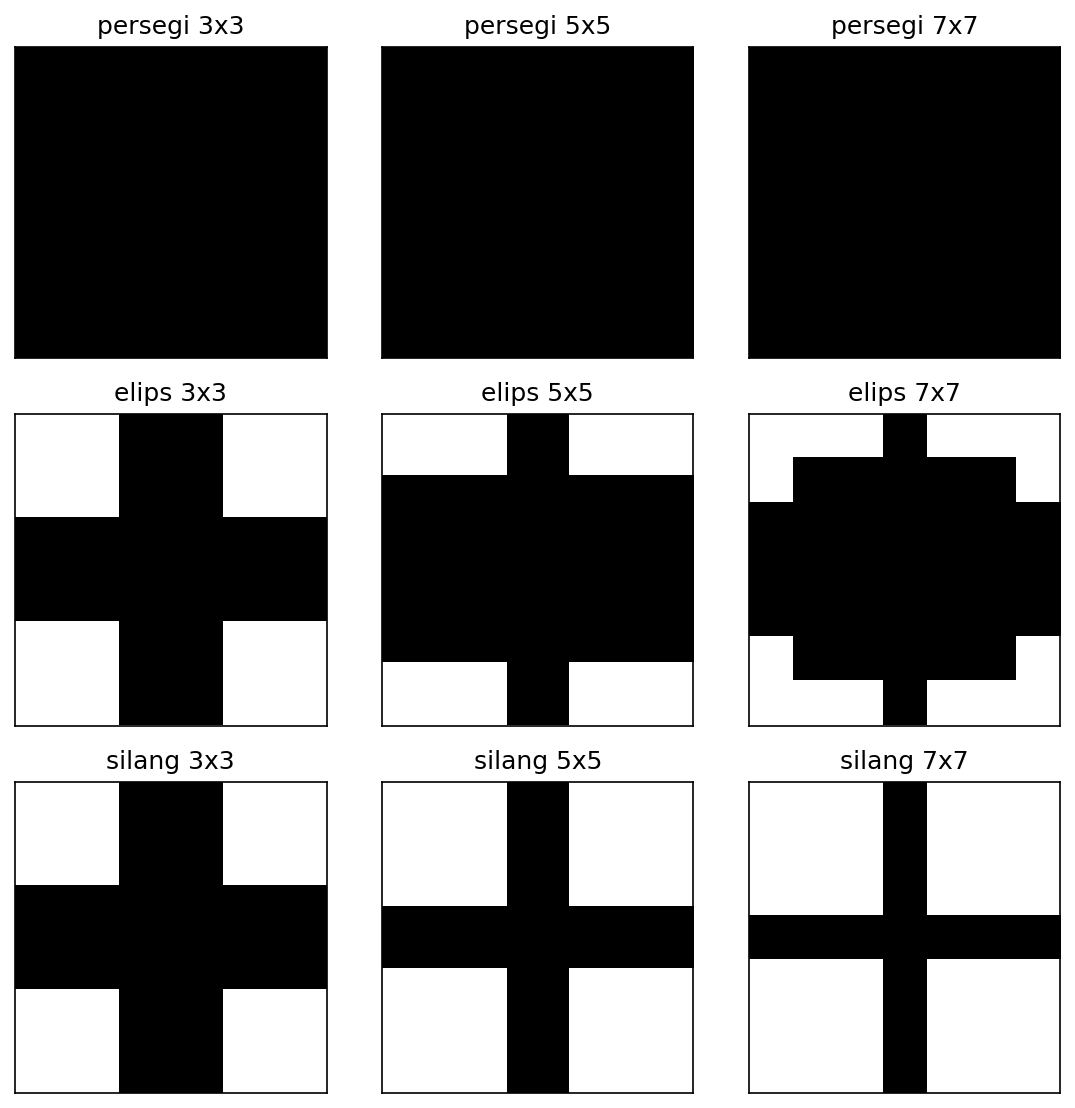 persegi 3x3
persegi 5x5
persegi 7x7
elips 3x3
elips 5x5
elips 7x7
silang 3x3
silang 5x5
silang 7x7